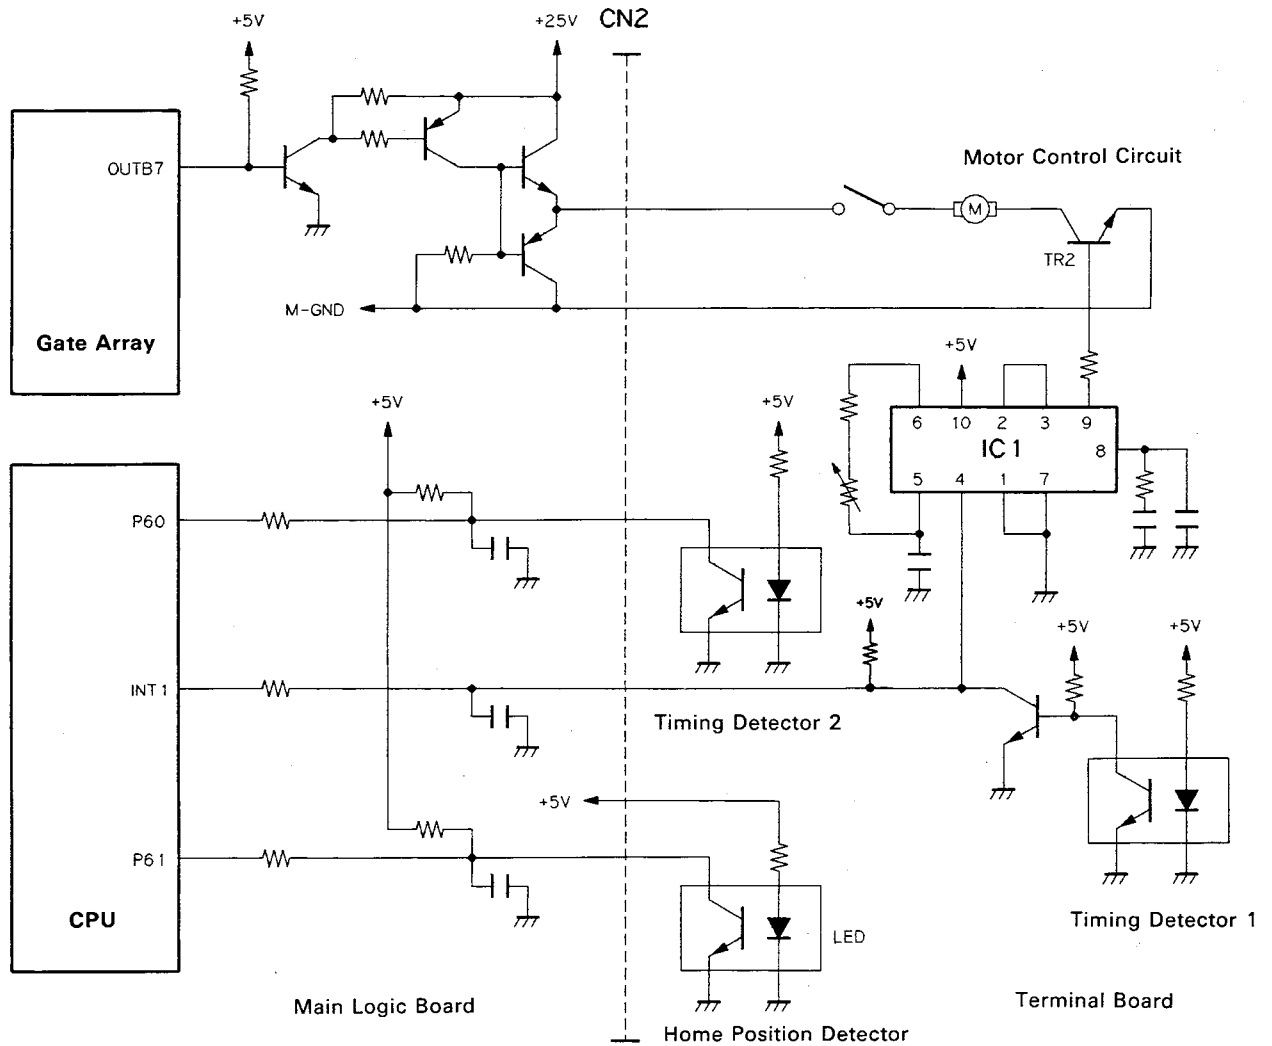 +5V
+25V
CN2
OUTB7
Motor Control Circuit
M
TR2
M-GND
Gate Array
+5V
+5V
+5V
6 10 2 3 9
IC1
8
5 4 1 7
P60
+5V
+5V
+5V
INT1
Timing Detector 2
+5V
P61
CPU
LED
Timing Detector 1
Main Logic Board
Terminal Board
Home Position Detector